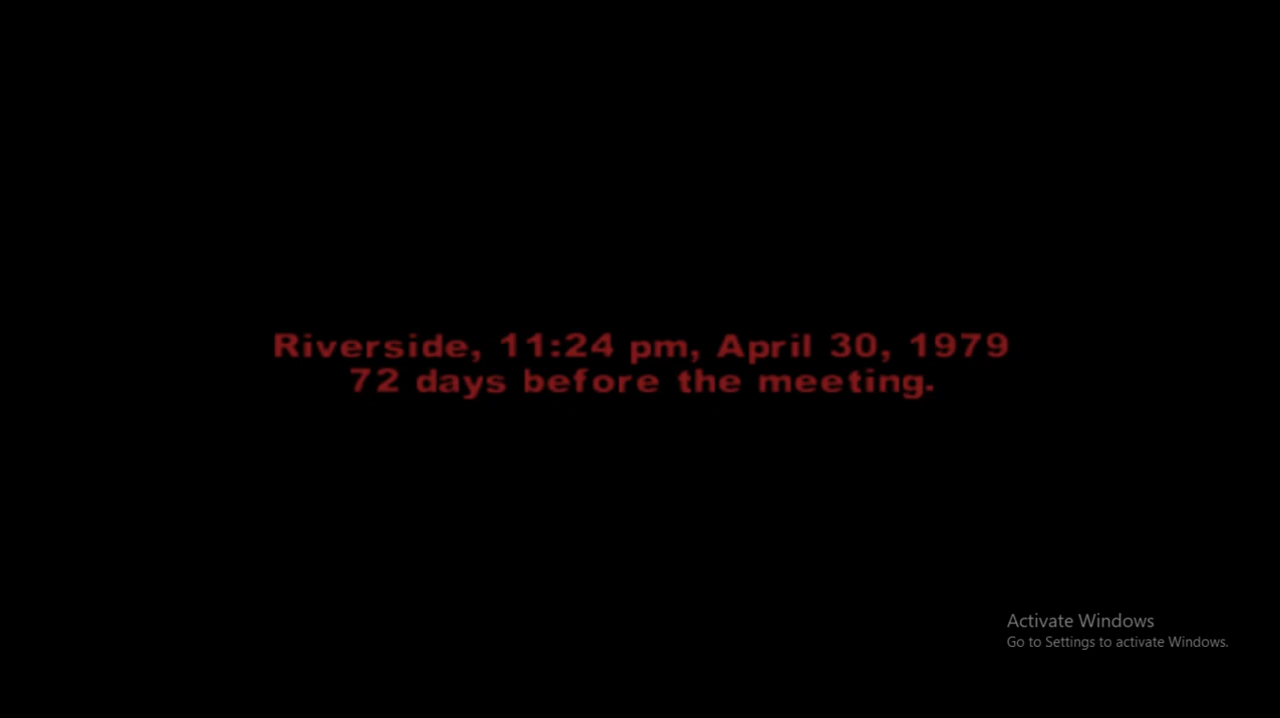 Riverside, 11:24 pm, April 30, 1979
72 days before the meeting.
Activate Windows
Go to Settings to activate Windows.